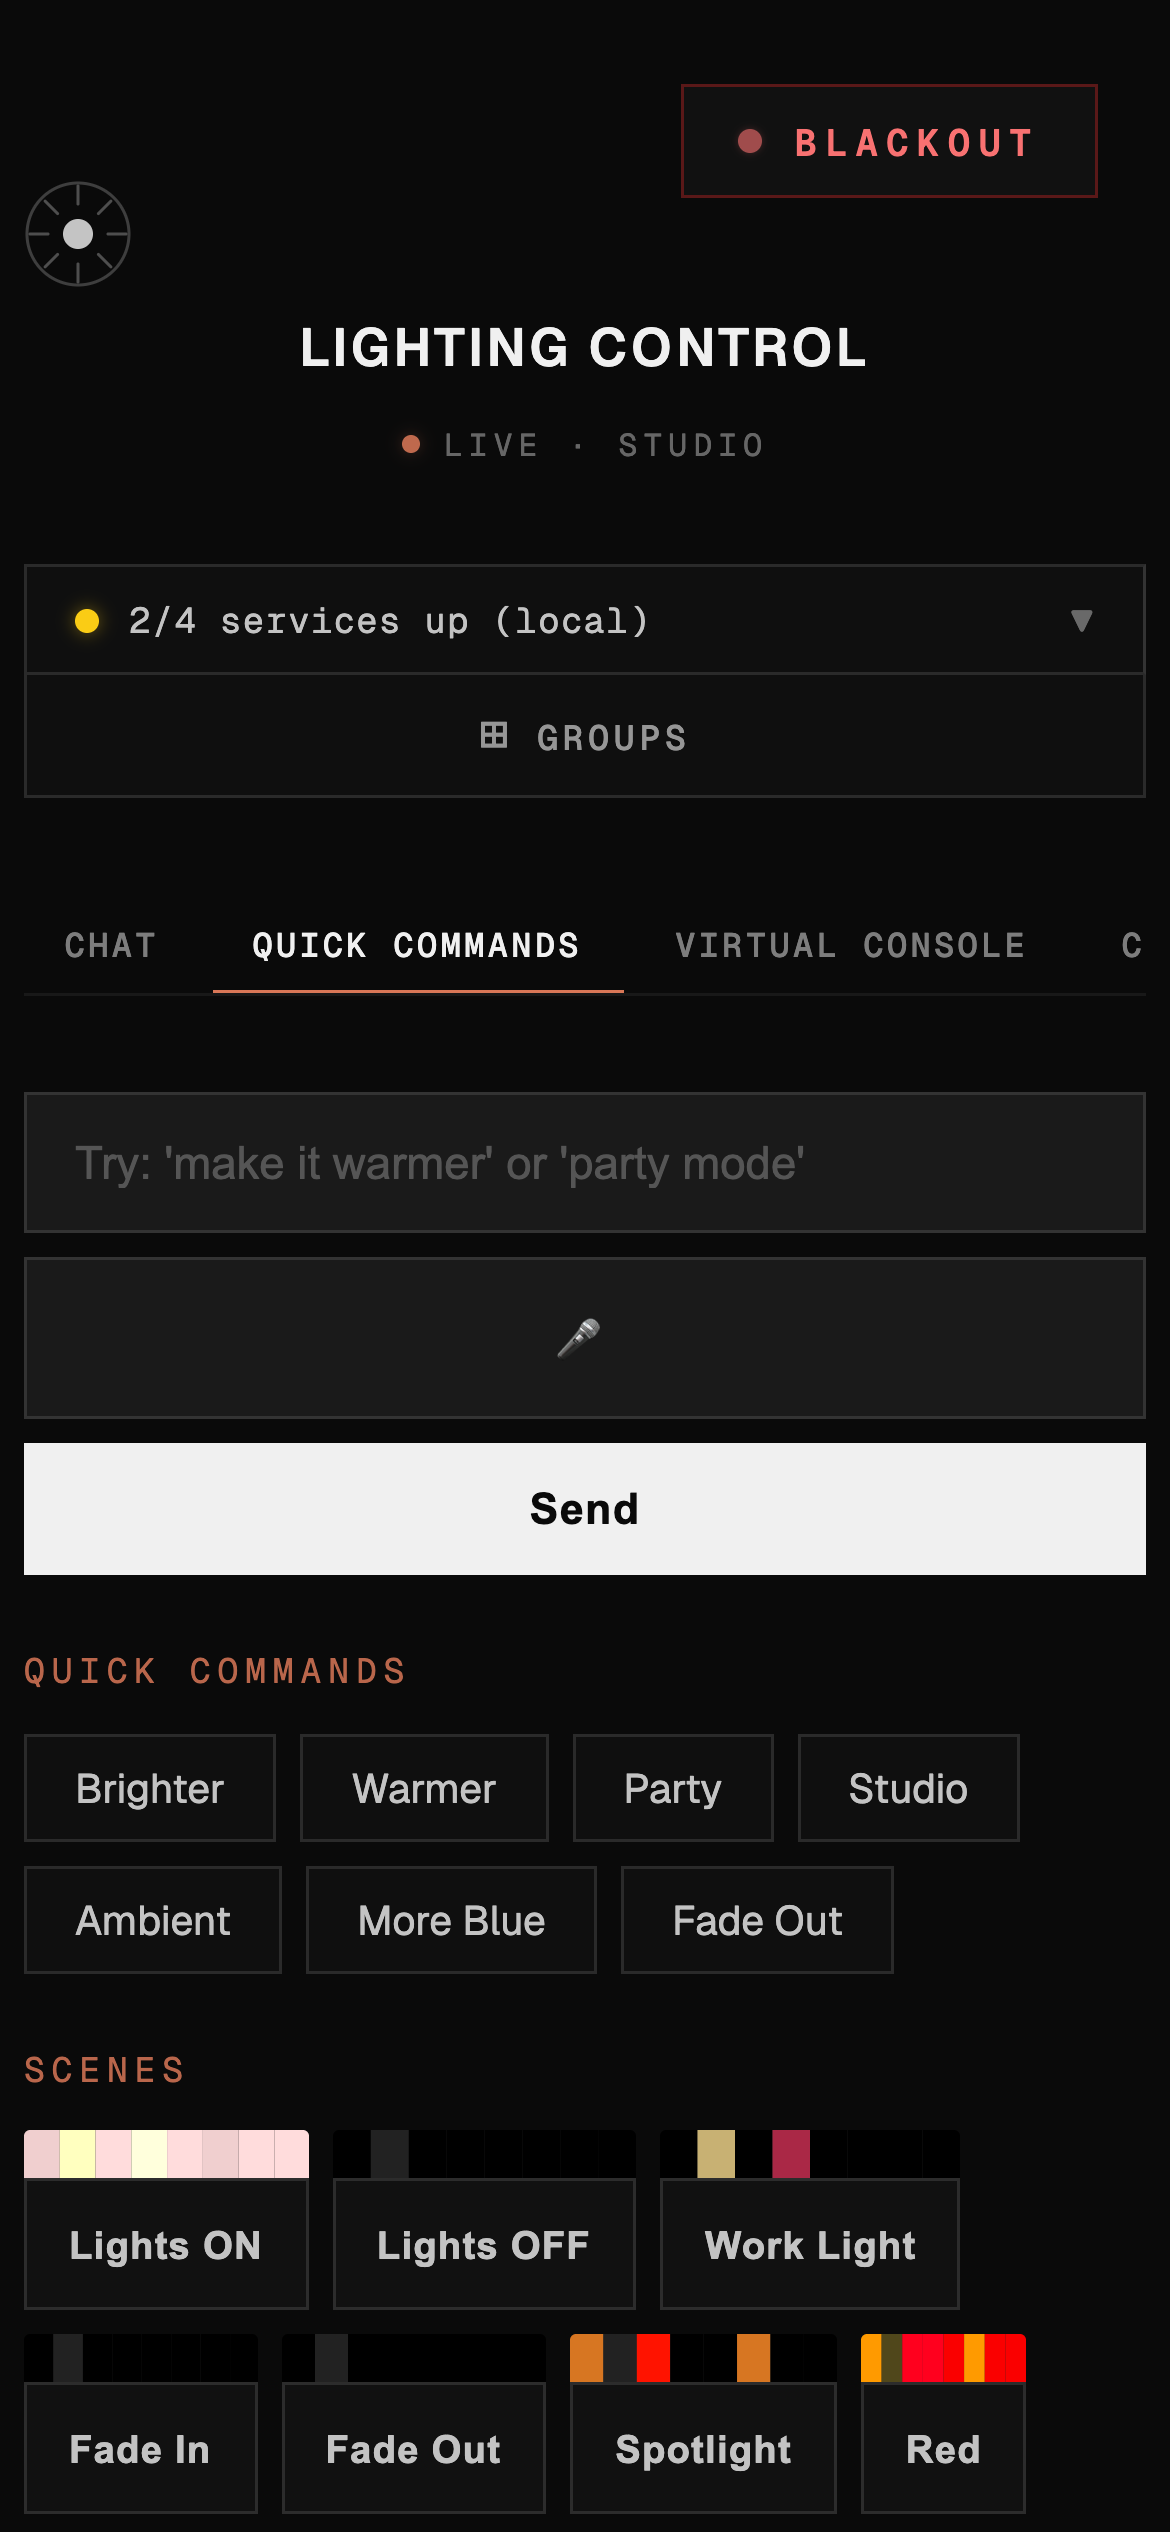 BLACKOUT
LIGHTING CONTROL
LIVE · STUDIO
2/4 services up (local)
GROUPS
CHAT QUICK COMMANDS VIRTUAL CONSOLE C
Try: 'make it warmer' or 'party mode'
Send
QUICK COMMANDS
Brighter Warmer Party Studio
Ambient More Blue Fade Out
SCENES
Lights ON Lights OFF Work Light
Fade In Fade Out Spotlight Red